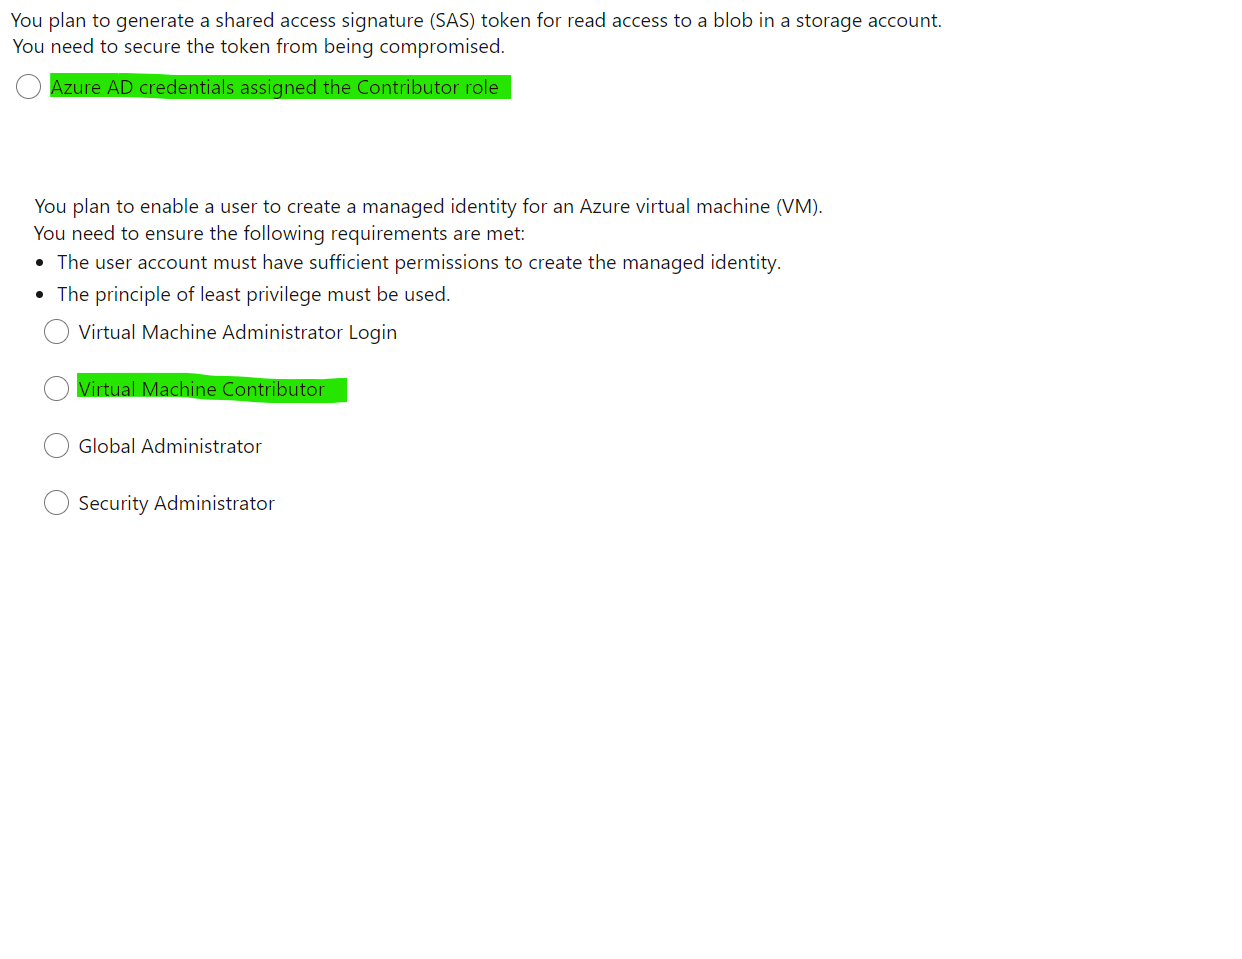 You plan to generate a shared access signature (SAS) token for read access to a blob in a storage account.
You need to secure the token from being compromised.
Azure AD credentials assigned the Contributor role
You plan to enable a user to create a managed identity for an Azure virtual machine (VM).
You need to ensure the following requirements are met:
• The user account must have sufficient permissions to create the managed identity.
• The principle of least privilege must be used.
Virtual Machine Administrator Login
Virtual Machine Contributor
Global Administrator
Security Administrator